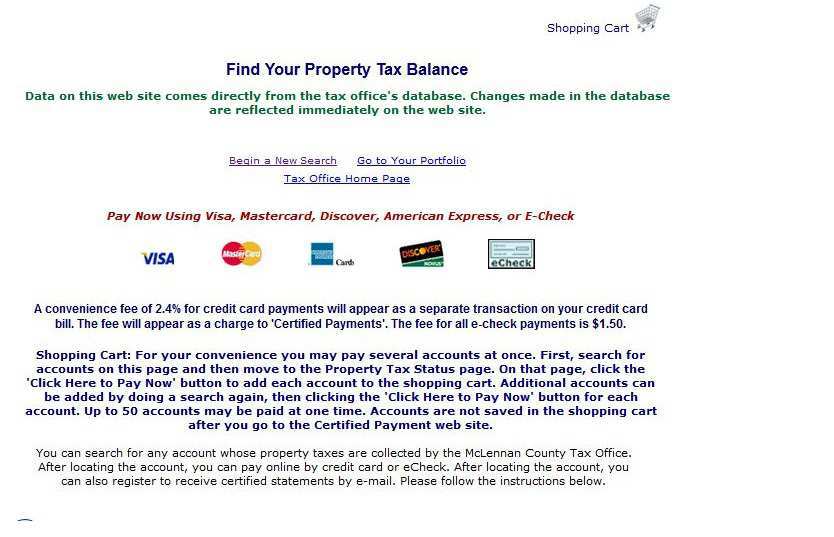 Shopping Cart
Find Your Property Tax Balance
Data on this web site comes directly from the tax office's database. Changes made in the database
are reflected immediately on the web site.
Begin a New Search Go to Your Portfolio
Tax Office Home Page
Pay Now Using Visa, Mastercard, Discover, American Express, or E-Check
VISA MasterCard Cards DISCOVER NOVUS eCheck
A convenience fee of 2.4% for credit card payments will appear as a separate transaction on your credit card
bill. The fee will appear as a charge to 'Certified Payments'. The fee for all e-check payments is $1.50.
Shopping Cart: For your convenience you may pay several accounts at once. First, search for
accounts on this page and then move to the Property Tax Status page. On that page, click the
'Click Here to Pay Now' button to add each account to the shopping cart. Additional accounts can
be added by doing a search again, then clicking the 'Click Here to Pay Now' button for each
account. Up to 50 accounts may be paid at one time. Accounts are not saved in the shopping cart
after you go to the Certified Payment web site.
You can search for any account whose property taxes are collected by the McLennan County Tax Office.
After locating the account, you can pay online by credit card or eCheck. After locating the account, you
can also register to receive certified statements by e-mail. Please follow the instructions below.